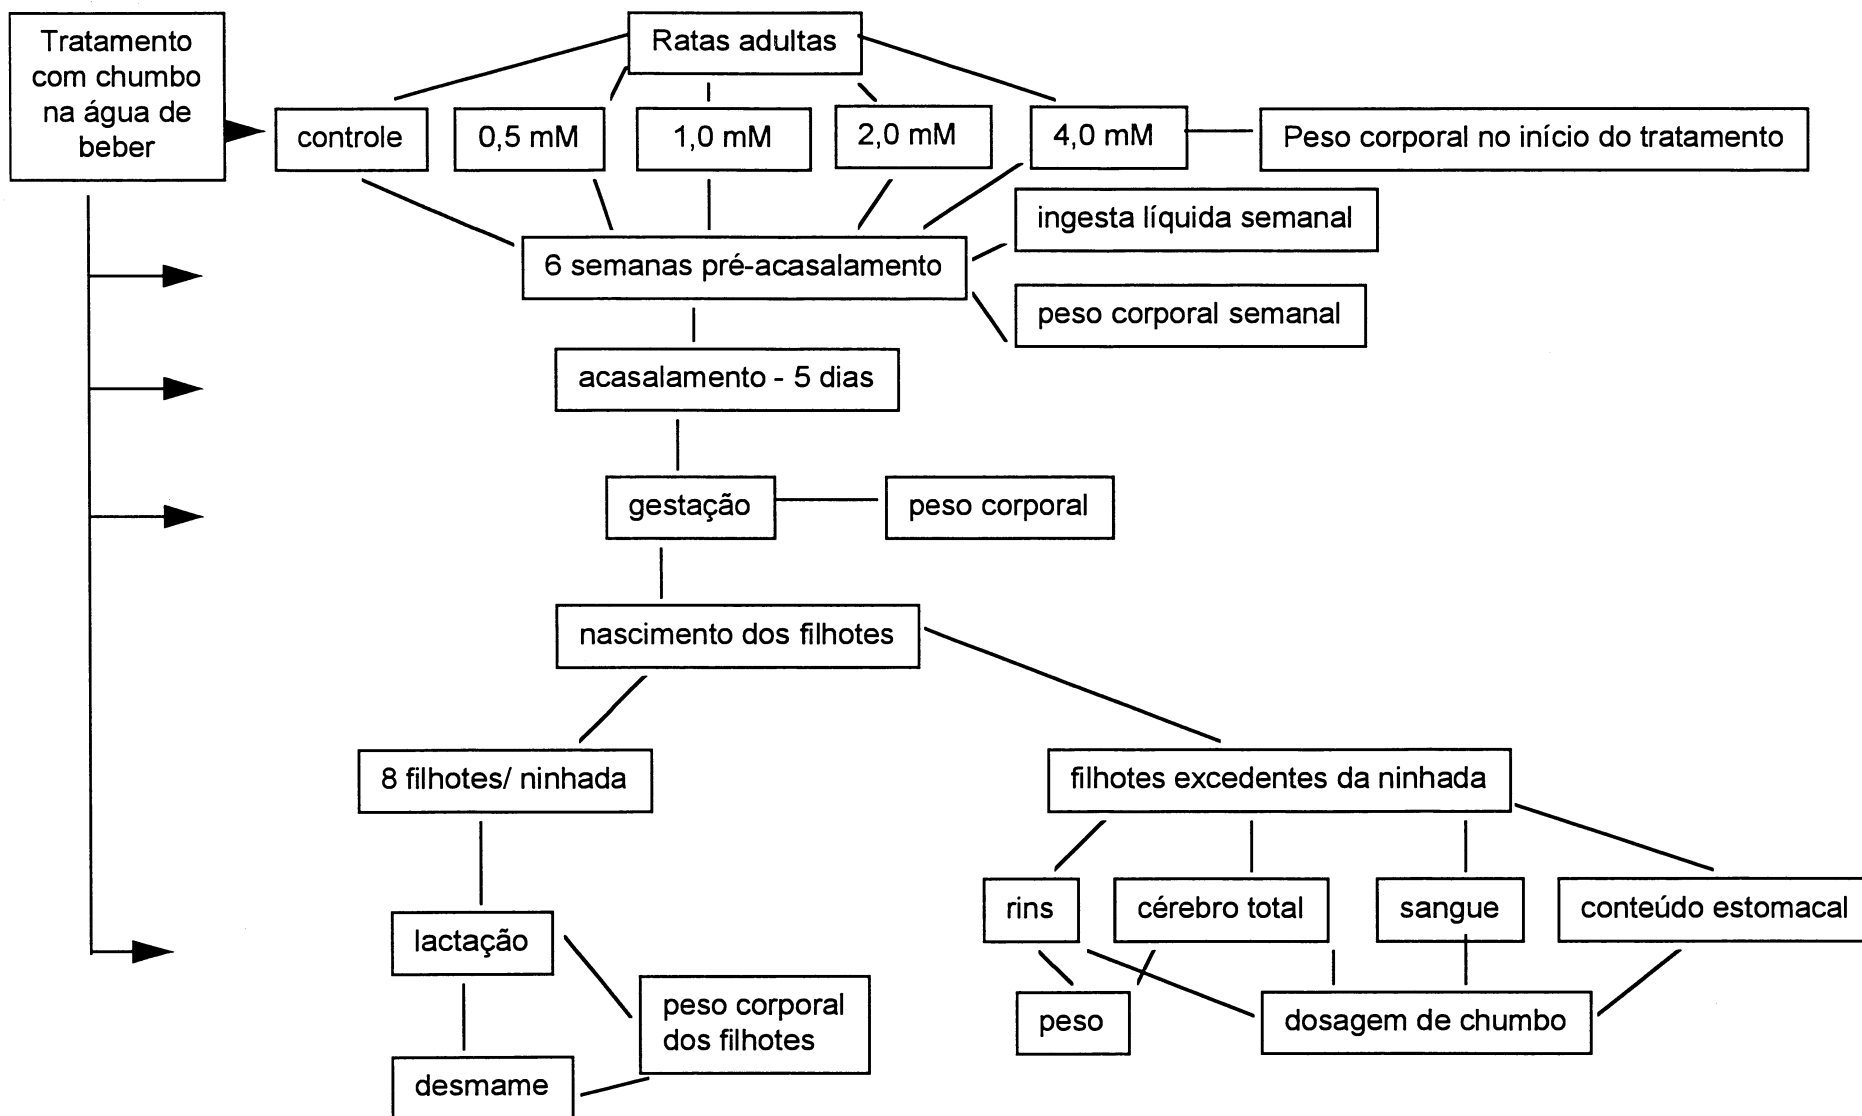 Tratamento
com chumbo
na água de
beber
Ratas adultas
controle
0,5 mM
1,0 mM
2,0 mM
4,0 mM
Peso corporal no início do tratamento
ingesta líquida semanal
6 semanas pré-acasalamento
peso corporal semanal
acasalamento - 5 dias
gestação
peso corporal
nascimento dos filhotes
8 filhotes/ ninhada
filhotes excedentes da ninhada
rins
cérebro total
sangue
conteúdo estomacal
lactação
peso corporal
dos filhotes
peso
dosagem de chumbo
desmame